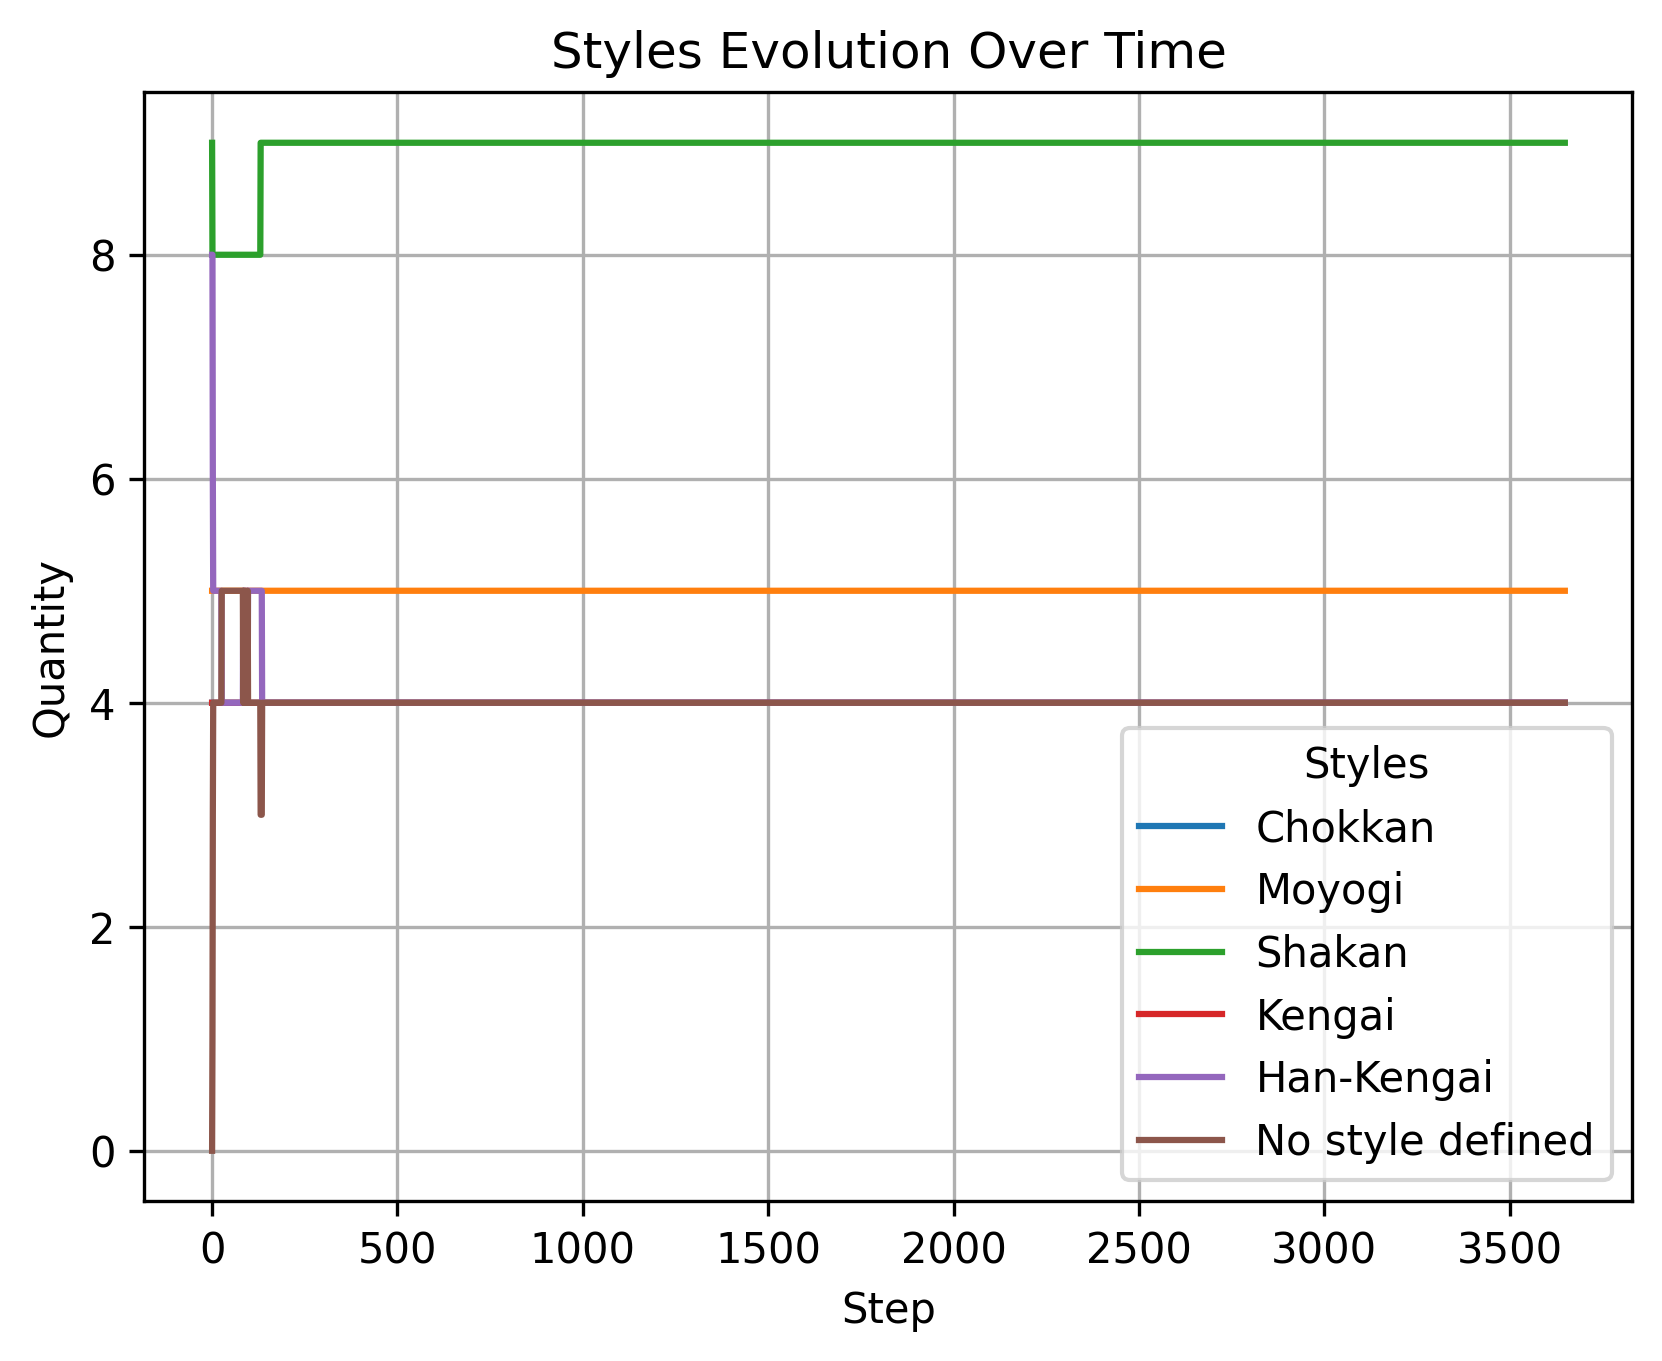 Styles Evolution Over Time
Quantity
8
6
4
2
0
Styles
Chokkan
Moyogi
Shakan
Kengai
Han-Kengai
No style defined
0 500 1000 1500 2000 2500 3000 3500
Step